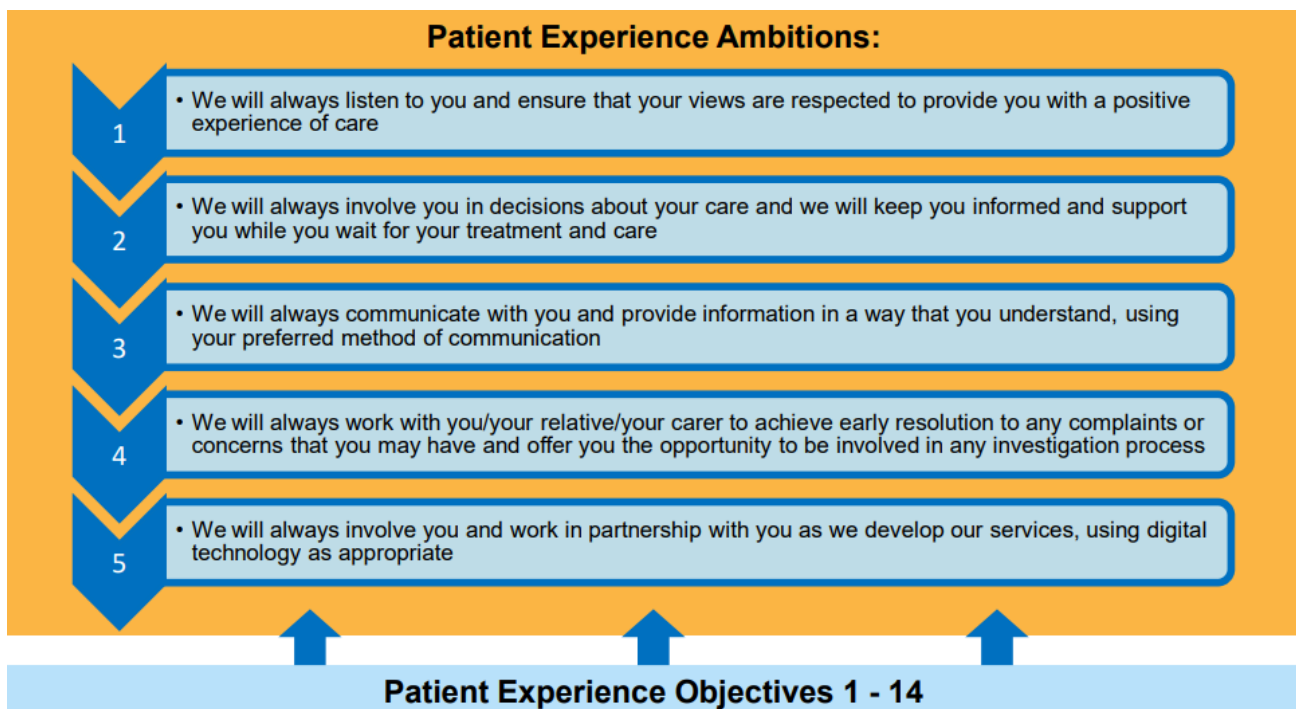 Patient Experience Ambitions:
1
• We will always listen to you and ensure that your views are respected to provide you with a positive
experience of care
2
• We will always involve you in decisions about your care and we will keep you informed and support
you while you wait for your treatment and care
3
• We will always communicate with you and provide information in a way that you understand, using
your preferred method of communication
4
• We will always work with you/your relative/your carer to achieve early resolution to any complaints or
concerns that you may have and offer you the opportunity to be involved in any investigation process
5
• We will always involve you and work in partnership with you as we develop our services, using digital
technology as appropriate
Patient Experience Objectives 1 - 14